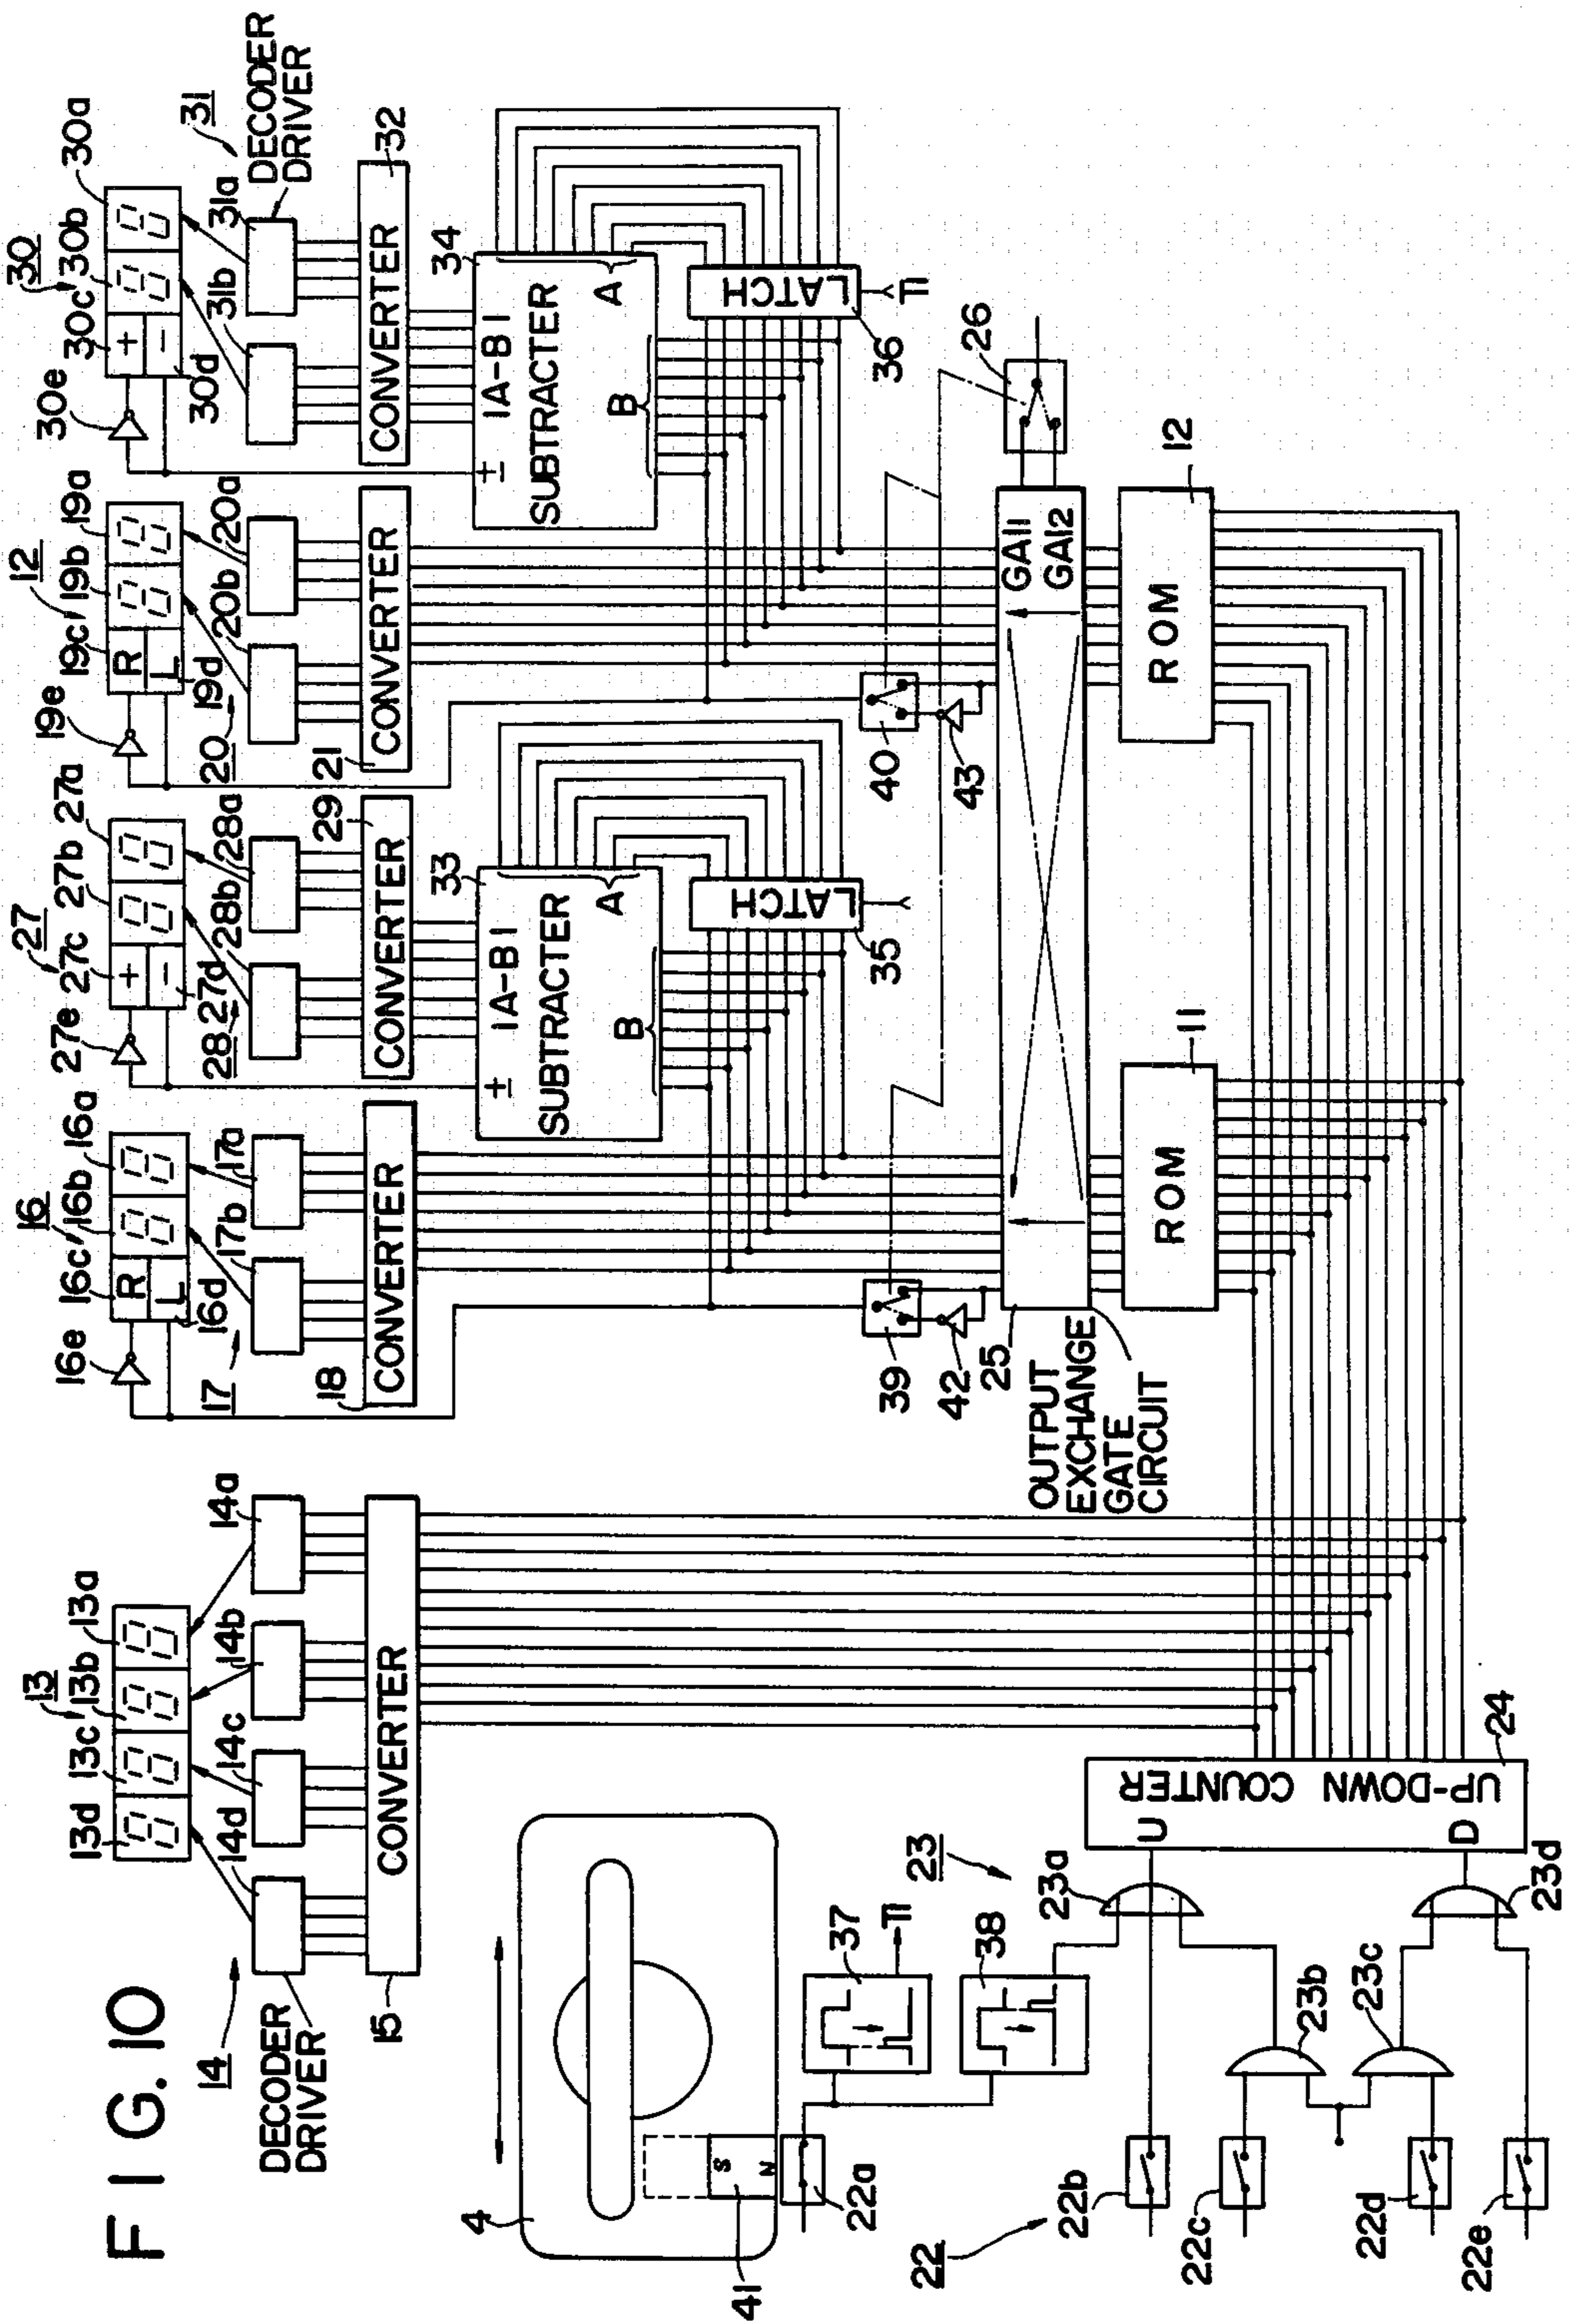 FIG. 10
13
13d 13c 13b 13a
14
14d 14c 14b 14a
DECODER
DRIVER
15
CONVERTER
16
16e 16c 16b 16a
R
L
16d
17
17b 17a
18
CONVERTER
27
27e 27c 27b 27a
+
-
27d
28
28b 28a
29
CONVERTER
33
± |A-B|
SUBTRACTER
A
B
LATCH
35
12
19e 19c 19b 19a
R
L
19d
20
20b 20a
21
CONVERTER
30
30e 30c 30b 30a
+
-
30d
31
31b 31a
DECODER
DRIVER
32
CONVERTER
34
± |A-B|
SUBTRACTER
A
B
LATCH
36
T1
4
S
N
41
22a
37
T1
38
39
42
40
43
26
25
GA11
GA12
OUTPUT
EXCHANGE
GATE
CIRCUIT
ROM
11
ROM
12
22
22b
22c
22d
22e
23
23a
23b
23c
23d
U
D
UP-DOWN COUNTER
24